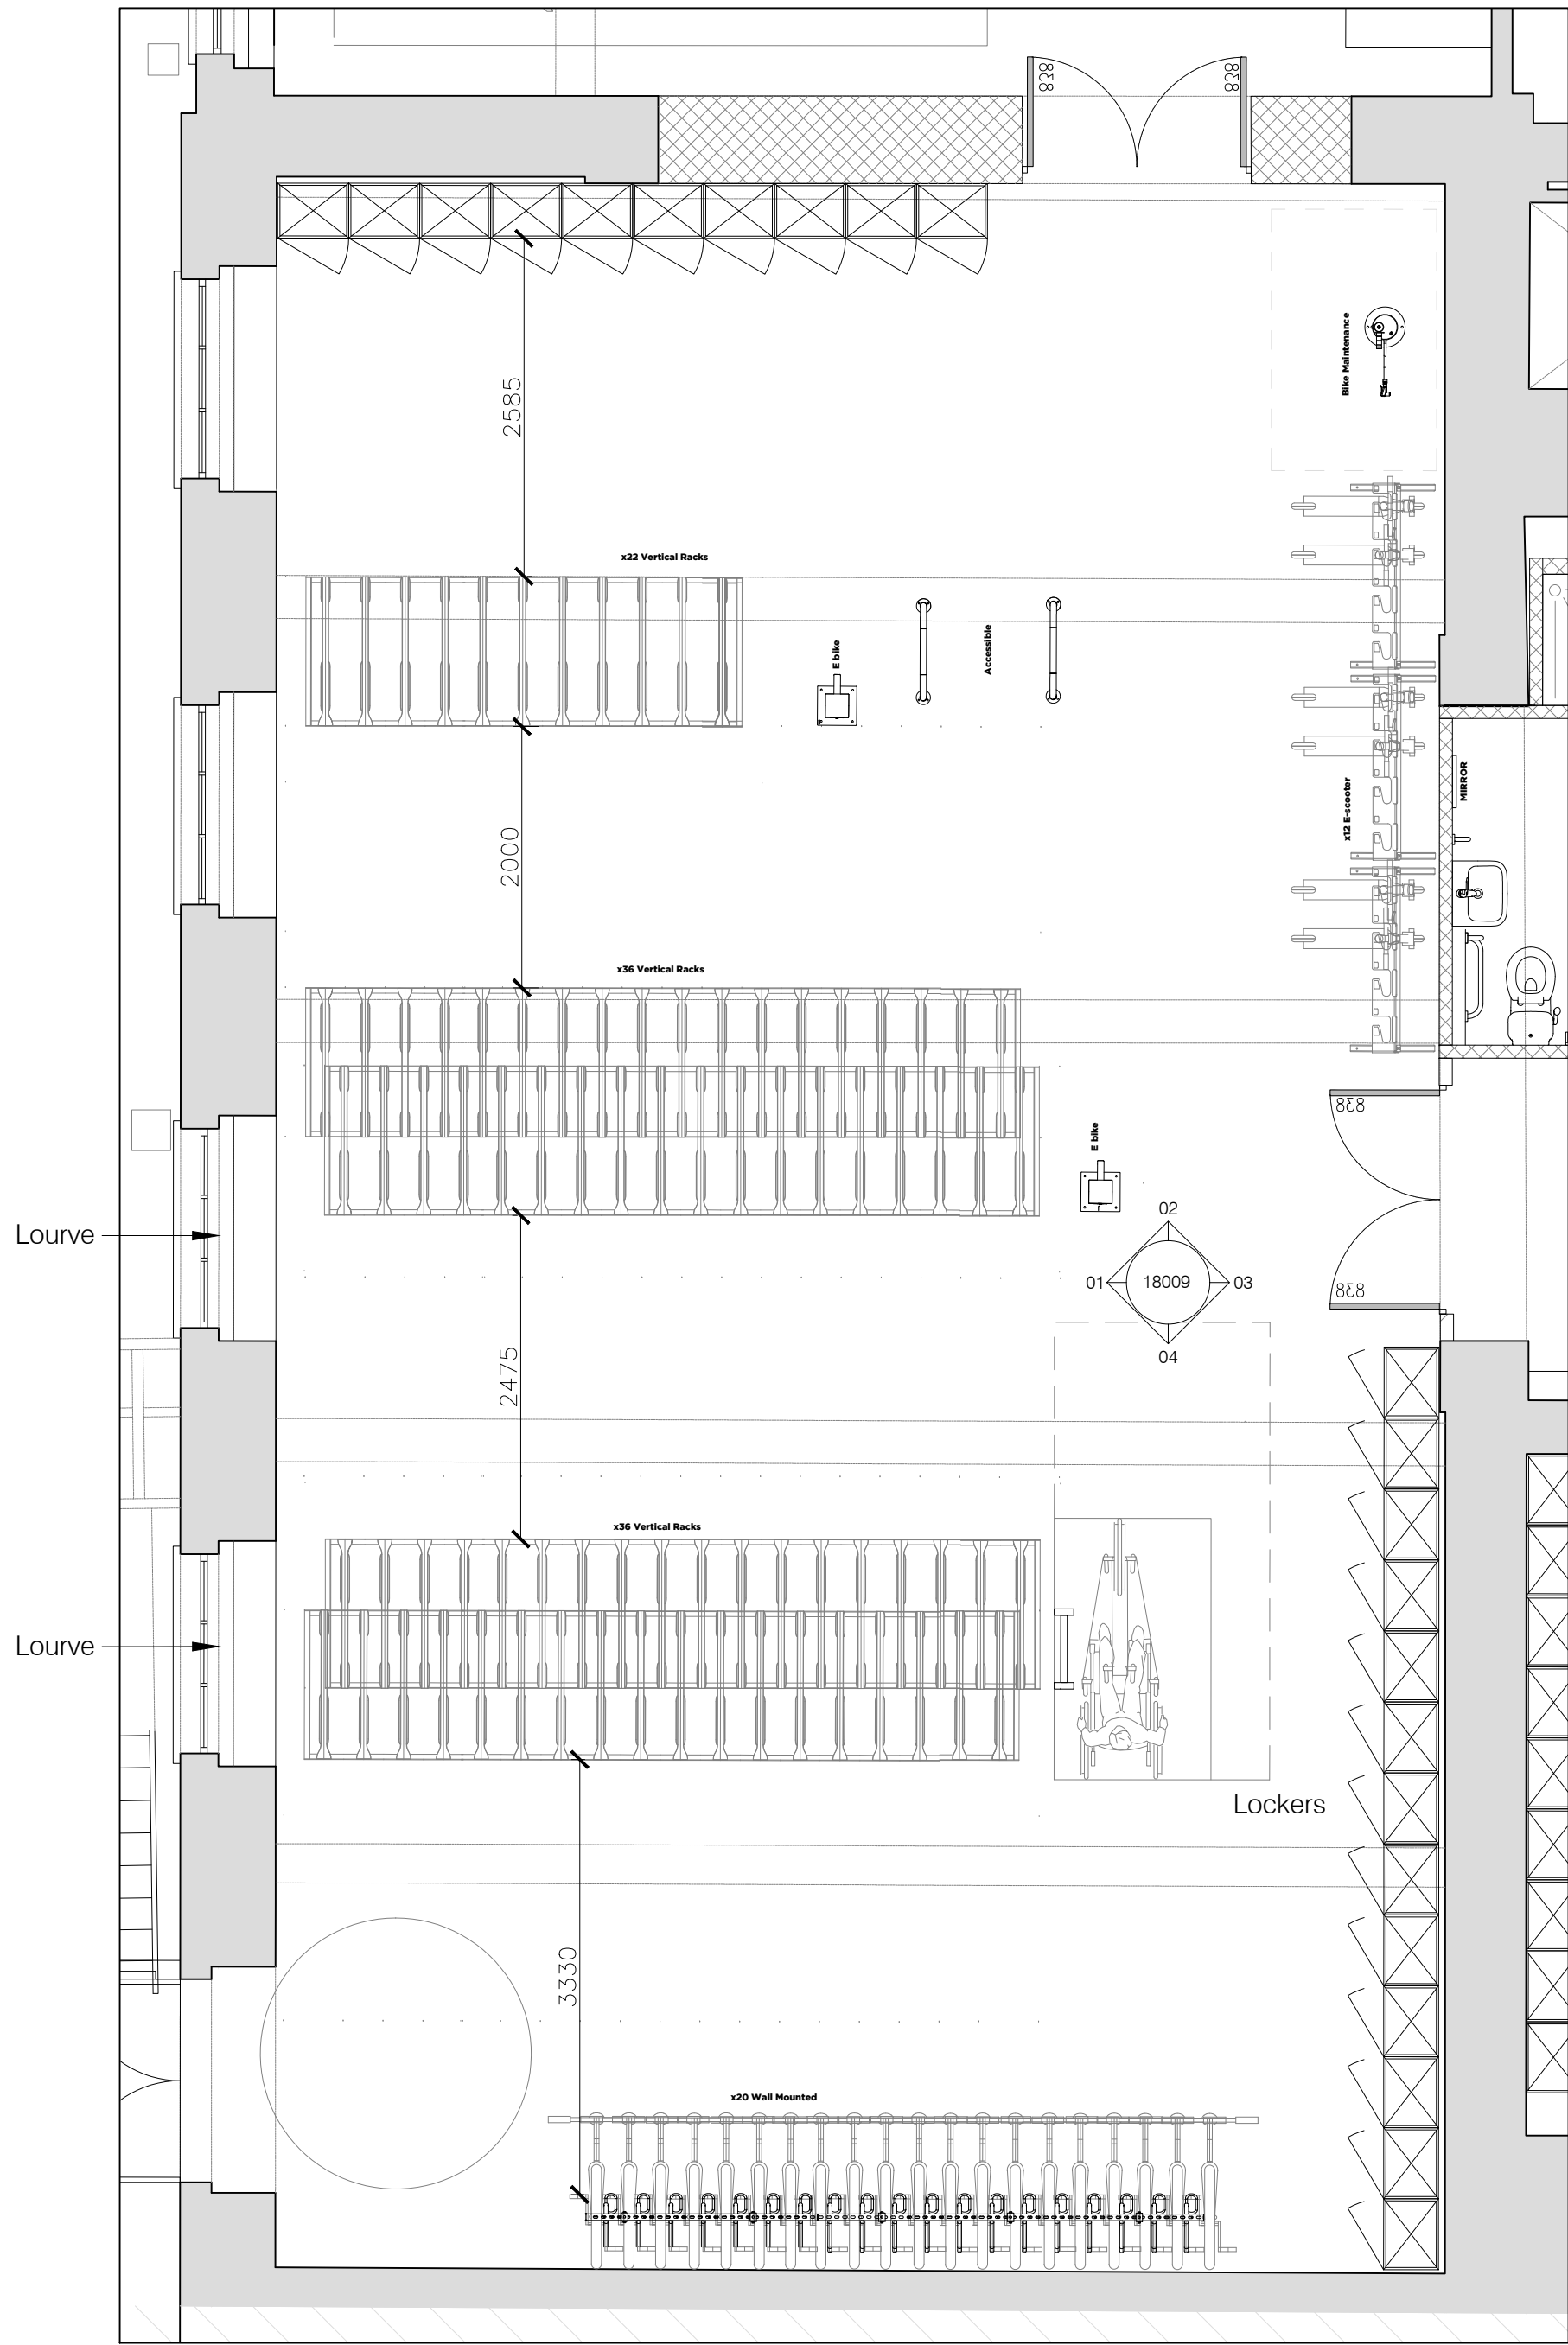 838
838
2585
Bike Maintenance
x22 Vertical Racks
E bike
Accessible
MIRROR
x12 E-scooter
2000
x36 Vertical Racks
838
E bike
838
02
01
18009
03
04
Lourve
2475
x36 Vertical Racks
Lourve
Lockers
3330
x20 Wall Mounted